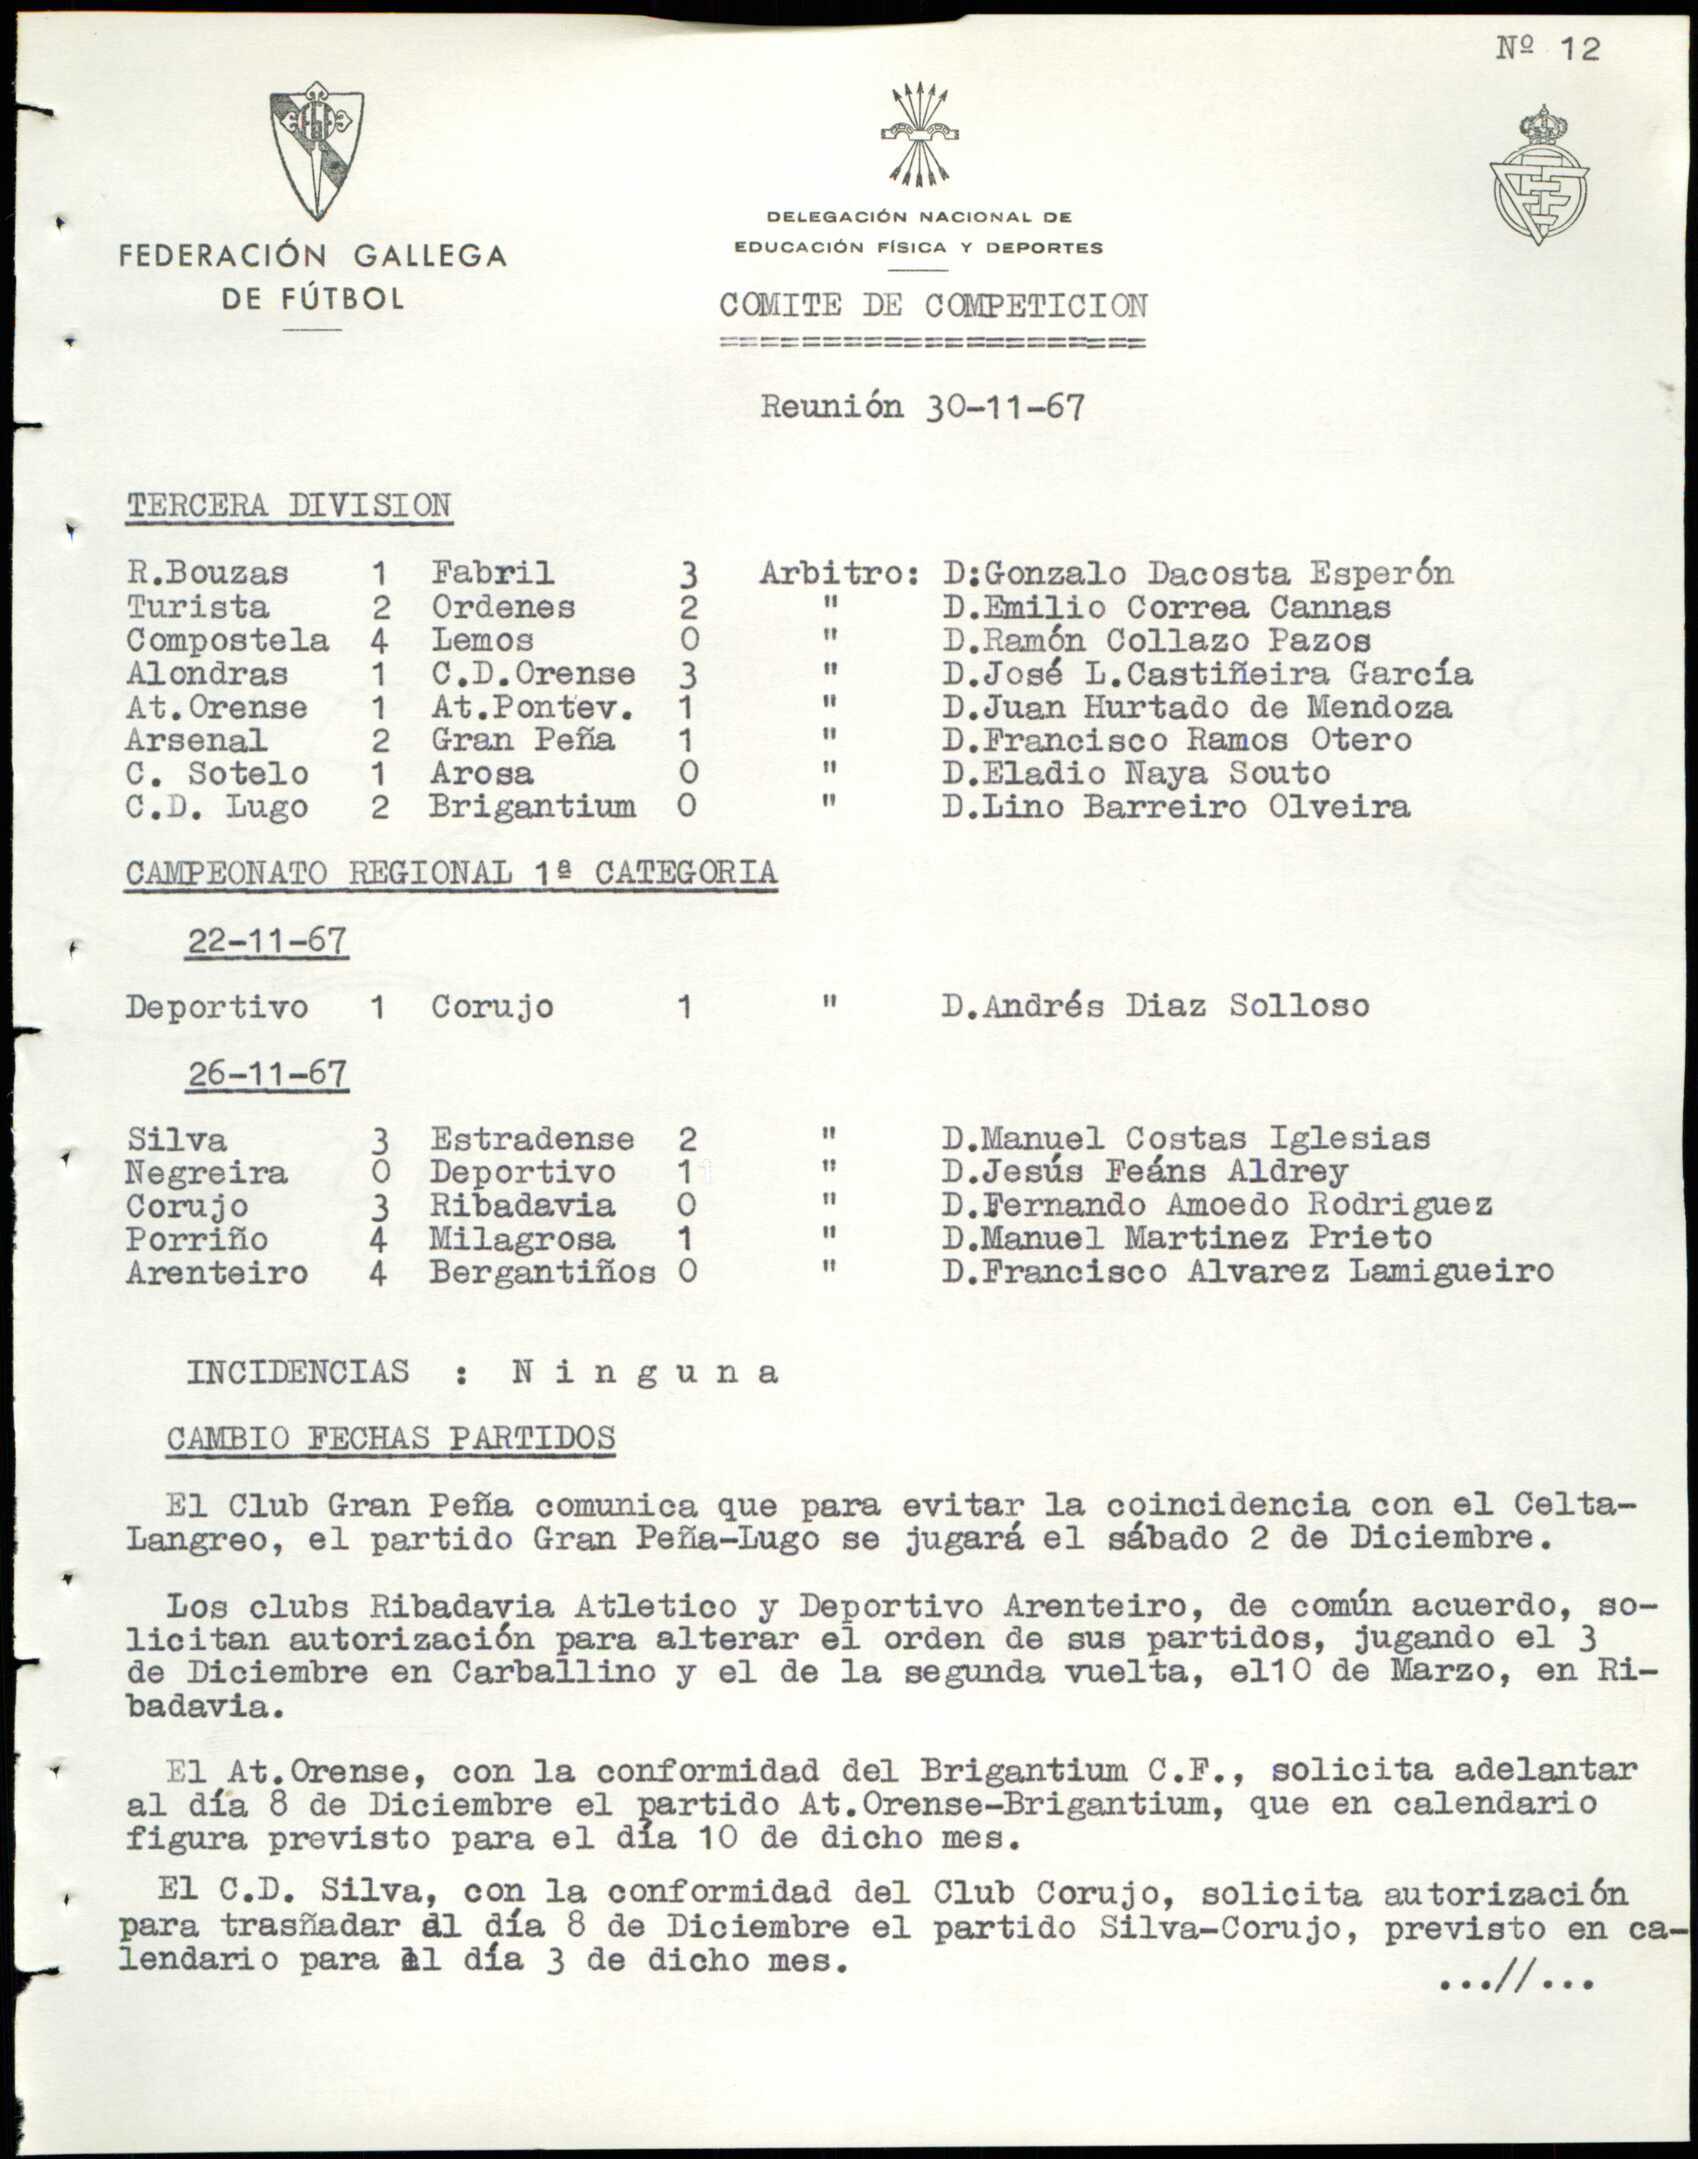 Nº 12
FEDERACIÓN GALLEGA
DE FÚTBOL
DELEGACIÓN NACIONAL DE
EDUCACIÓN FÍSICA Y DEPORTES
COMITE DE COMPETICION
=====================
Reunión 30-11-67
TERCERA DIVISION
R.Bouzas 1 Fabril 3 Arbitro: D:Gonzalo Dacosta Esperón
Turista 2 Ordenes 2 " D.Emilio Correa Cannas
Compostela 4 Lemos 0 " D.Ramón Collazo Pazos
Alondras 1 C.D.Orense 3 " D.José L.Castiñeira García
At.Orense 1 At.Pontev. 1 " D.Juan Hurtado de Mendoza
Arsenal 2 Gran Peña 1 " D.Francisco Ramos Otero
C. Sotelo 1 Arosa 0 " D.Eladio Naya Souto
C.D. Lugo 2 Brigantium 0 " D.Lino Barreiro Olveira
CAMPEONATO REGIONAL 1ª CATEGORIA
22-11-67
Deportivo 1 Corujo 1 " D.Andrés Diaz Solloso
26-11-67
Silva 3 Estradense 2 " D.Manuel Costas Iglesias
Negreira 0 Deportivo 1 " D.Jesús Feáns Aldrey
Corujo 3 Ribadavia 0 " D.Fernando Amoedo Rodriguez
Porriño 4 Milagrosa 1 " D.Manuel Martinez Prieto
Arenteiro 4 Bergantiños 0 " D.Francisco Alvarez Lamigueiro
INCIDENCIAS : N i n g u n a
CAMBIO FECHAS PARTIDOS
El Club Gran Peña comunica que para evitar la coincidencia con el Celta-
Langreo, el partido Gran Peña-Lugo se jugará el sábado 2 de Diciembre.
Los clubs Ribadavia Atletico y Deportivo Arenteiro, de común acuerdo, so-
licitan autorización para alterar el orden de sus partidos, jugando el 3
de Diciembre en Carballino y el de la segunda vuelta, el10 de Marzo, en Ri-
badavia.
El At.Orense, con la conformidad del Brigantium C.F., solicita adelantar
al día 8 de Diciembre el partido At.Orense-Brigantium, que en calendario
figura previsto para el día 10 de dicho mes.
El C.D. Silva, con la conformidad del Club Corujo, solicita autorización
para trasñadar al día 8 de Diciembre el partido Silva-Corujo, previsto en ca-
lendario para el día 3 de dicho mes.
...//...